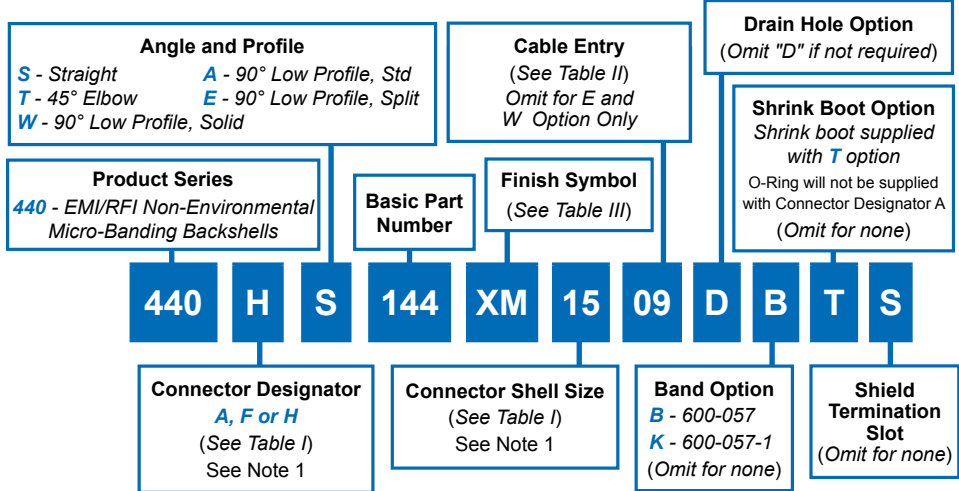 Angle and Profile
S - Straight
A - 90° Low Profile, Std
T - 45° Elbow
E - 90° Low Profile, Split
W - 90° Low Profile, Solid
Cable Entry
(See Table II)
Omit for E and
W Option Only
Drain Hole Option
(Omit "D" if not required)
Shrink Boot Option
Shrink boot supplied
with T option
O-Ring will not be supplied
with Connector Designator A
(Omit for none)
Product Series
440 - EMI/RFI Non-Environmental
Micro-Banding Backshells
Basic Part
Number
Finish Symbol
(See Table III)
440 H S 144 XM 15 09 D B T S
Connector Designator
A, F or H
(See Table I)
See Note 1
Connector Shell Size
(See Table I)
See Note 1
Band Option
B - 600-057
K - 600-057-1
(Omit for none)
Shield
Termination
Slot
(Omit for none)